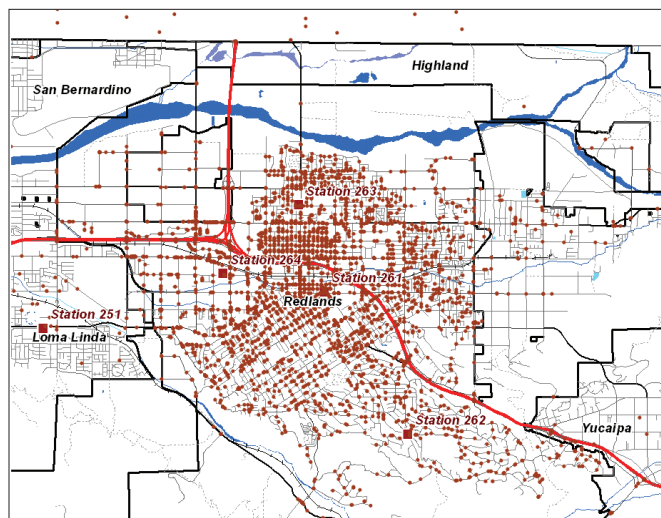 Highland
San Bernardino
Station 263
Station 264
Station 261
Redlands
Station 251
Loma Linda
Station 262
Yucaipa